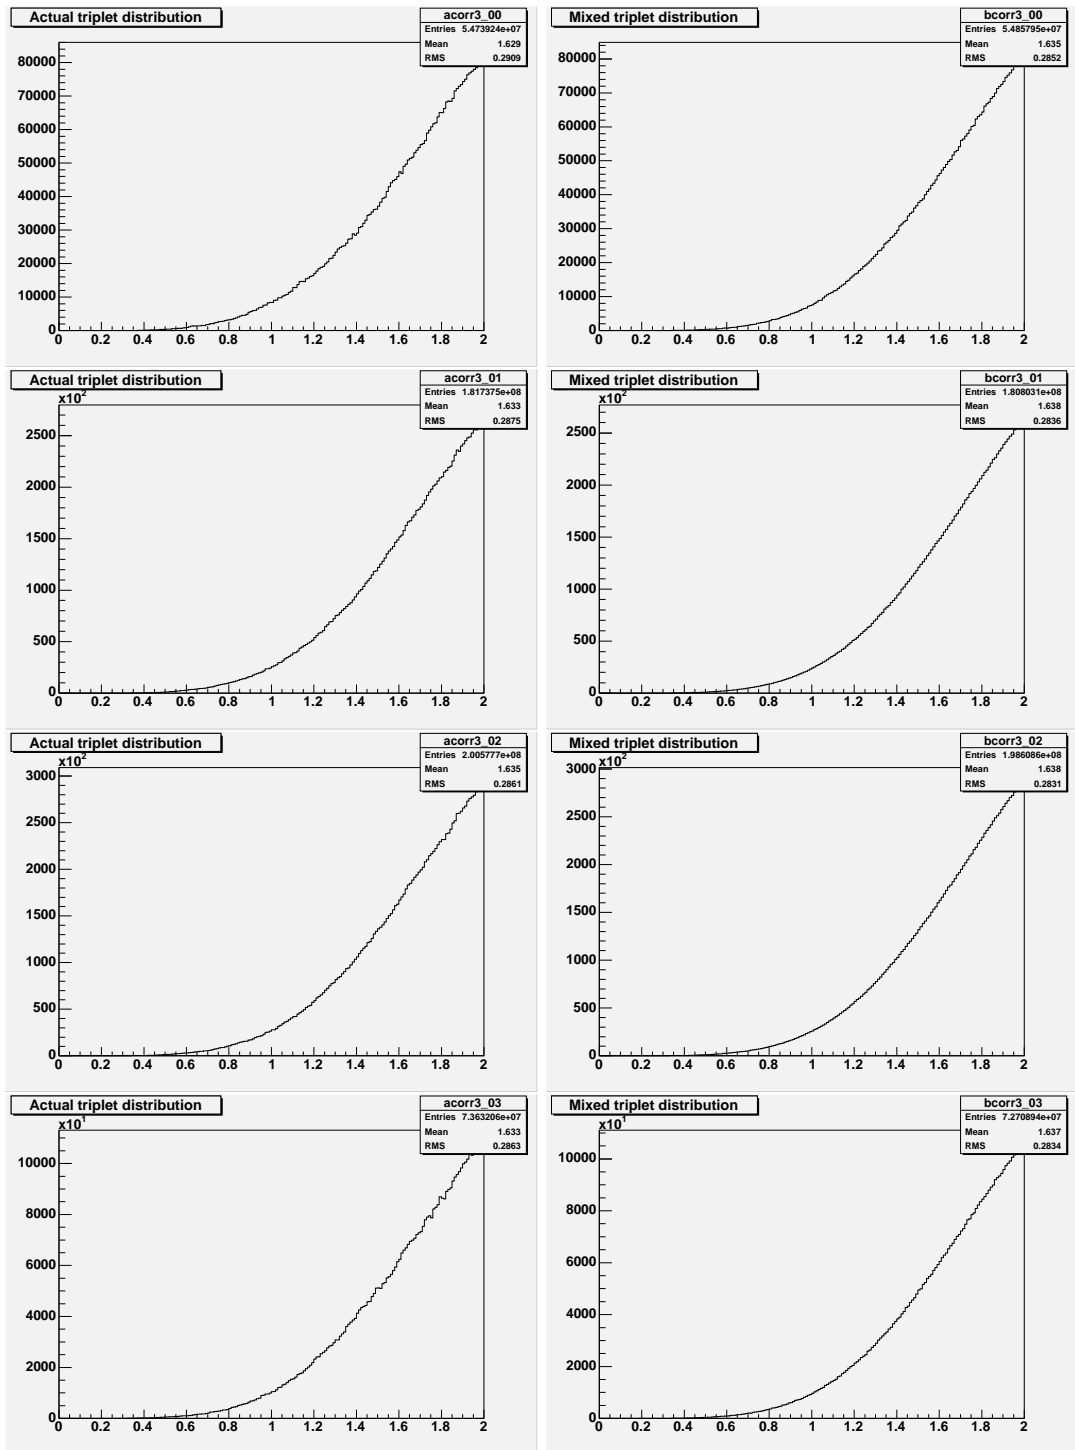 Actual triplet distribution
acorr3_00
Entries 5.473924e+07
Mean 1.629
RMS 0.2909
80000
70000
60000
50000
40000
30000
20000
10000
0
0 0.2 0.4 0.6 0.8 1 1.2 1.4 1.6 1.8 2
Mixed triplet distribution
bcorr3_00
Entries 5.485795e+07
Mean 1.635
RMS 0.2852
80000
70000
60000
50000
40000
30000
20000
10000
0
0 0.2 0.4 0.6 0.8 1 1.2 1.4 1.6 1.8 2
Actual triplet distribution
acorr3_01
Entries 1.817375e+08
Mean 1.633
RMS 0.2875
x10²
2500
2000
1500
1000
500
0
0 0.2 0.4 0.6 0.8 1 1.2 1.4 1.6 1.8 2
Mixed triplet distribution
bcorr3_01
Entries 1.808031e+08
Mean 1.638
RMS 0.2836
x10²
2500
2000
1500
1000
500
0
0 0.2 0.4 0.6 0.8 1 1.2 1.4 1.6 1.8 2
Actual triplet distribution
acorr3_02
Entries 2.005777e+08
Mean 1.635
RMS 0.2861
x10²
3000
2500
2000
1500
1000
500
0
0 0.2 0.4 0.6 0.8 1 1.2 1.4 1.6 1.8 2
Mixed triplet distribution
bcorr3_02
Entries 1.986086e+08
Mean 1.638
RMS 0.2831
x10²
3000
2500
2000
1500
1000
500
0
0 0.2 0.4 0.6 0.8 1 1.2 1.4 1.6 1.8 2
Actual triplet distribution
acorr3_03
Entries 7.363206e+07
Mean 1.633
RMS 0.2863
x10¹
10000
8000
6000
4000
2000
0
0 0.2 0.4 0.6 0.8 1 1.2 1.4 1.6 1.8 2
Mixed triplet distribution
bcorr3_03
Entries 7.270894e+07
Mean 1.637
RMS 0.2834
x10¹
10000
8000
6000
4000
2000
0
0 0.2 0.4 0.6 0.8 1 1.2 1.4 1.6 1.8 2